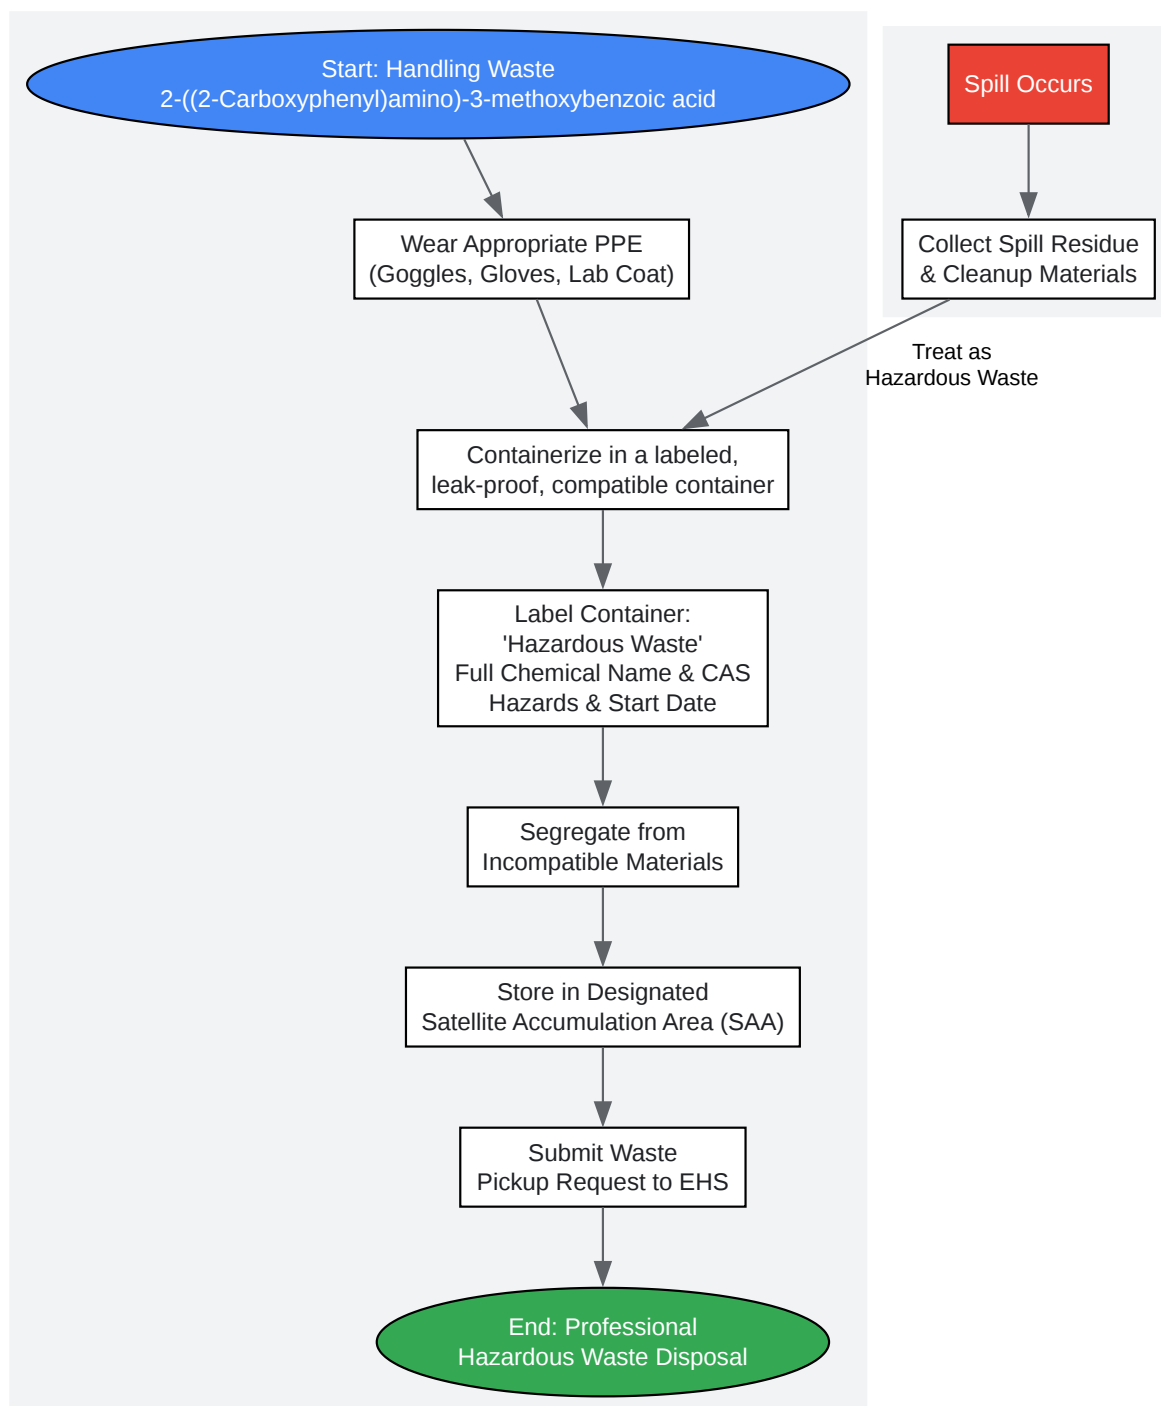 Start: Handling Waste
2-((2-Carboxyphenyl)amino)-3-methoxybenzoic acid
Spill Occurs
Wear Appropriate PPE
(Goggles, Gloves, Lab Coat)
Collect Spill Residue
& Cleanup Materials
Treat as
Hazardous Waste
Containerize in a labeled,
leak-proof, compatible container
Label Container:
'Hazardous Waste'
Full Chemical Name & CAS
Hazards & Start Date
Segregate from
Incompatible Materials
Store in Designated
Satellite Accumulation Area (SAA)
Submit Waste
Pickup Request to EHS
End: Professional
Hazardous Waste Disposal